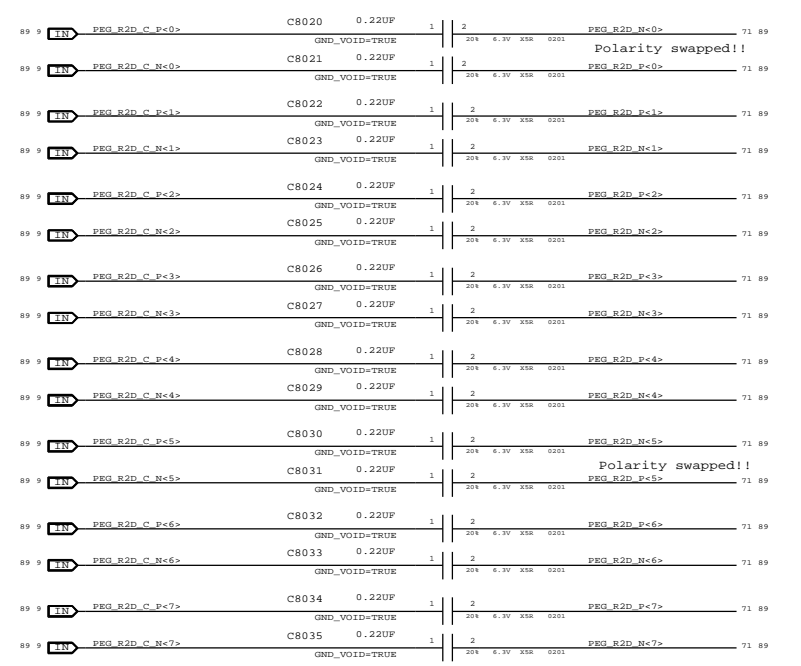 C8020 0.22UF
89 9 IN PEG_R2D_C_P<0> 1 2 PEG_R2D_N<0> 71 89
GND_VOID=TRUE 20% 6.3V X5R 0201
Polarity swapped!!
C8021 0.22UF
89 9 IN PEG_R2D_C_N<0> 1 2 PEG_R2D_P<0> 71 89
GND_VOID=TRUE 20% 6.3V X5R 0201
C8022 0.22UF
89 9 IN PEG_R2D_C_P<1> 1 2 PEG_R2D_P<1> 71 89
GND_VOID=TRUE 20% 6.3V X5R 0201
C8023 0.22UF
89 9 IN PEG_R2D_C_N<1> 1 2 PEG_R2D_N<1> 71 89
GND_VOID=TRUE 20% 6.3V X5R 0201
C8024 0.22UF
89 9 IN PEG_R2D_C_P<2> 1 2 PEG_R2D_P<2> 71 89
GND_VOID=TRUE 20% 6.3V X5R 0201
C8025 0.22UF
89 9 IN PEG_R2D_C_N<2> 1 2 PEG_R2D_N<2> 71 89
GND_VOID=TRUE 20% 6.3V X5R 0201
C8026 0.22UF
89 9 IN PEG_R2D_C_P<3> 1 2 PEG_R2D_P<3> 71 89
GND_VOID=TRUE 20% 6.3V X5R 0201
C8027 0.22UF
89 9 IN PEG_R2D_C_N<3> 1 2 PEG_R2D_N<3> 71 89
GND_VOID=TRUE 20% 6.3V X5R 0201
C8028 0.22UF
89 9 IN PEG_R2D_C_P<4> 1 2 PEG_R2D_P<4> 71 89
GND_VOID=TRUE 20% 6.3V X5R 0201
C8029 0.22UF
89 9 IN PEG_R2D_C_N<4> 1 2 PEG_R2D_N<4> 71 89
GND_VOID=TRUE 20% 6.3V X5R 0201
C8030 0.22UF
89 9 IN PEG_R2D_C_P<5> 1 2 PEG_R2D_N<5> 71 89
GND_VOID=TRUE 20% 6.3V X5R 0201
Polarity swapped!!
C8031 0.22UF
89 9 IN PEG_R2D_C_N<5> 1 2 PEG_R2D_P<5> 71 89
GND_VOID=TRUE 20% 6.3V X5R 0201
C8032 0.22UF
89 9 IN PEG_R2D_C_P<6> 1 2 PEG_R2D_P<6> 71 89
GND_VOID=TRUE 20% 6.3V X5R 0201
C8033 0.22UF
89 9 IN PEG_R2D_C_N<6> 1 2 PEG_R2D_N<6> 71 89
GND_VOID=TRUE 20% 6.3V X5R 0201
C8034 0.22UF
89 9 IN PEG_R2D_C_P<7> 1 2 PEG_R2D_P<7> 71 89
GND_VOID=TRUE 20% 6.3V X5R 0201
C8035 0.22UF
89 9 IN PEG_R2D_C_N<7> 1 2 PEG_R2D_N<7> 71 89
GND_VOID=TRUE 20% 6.3V X5R 0201